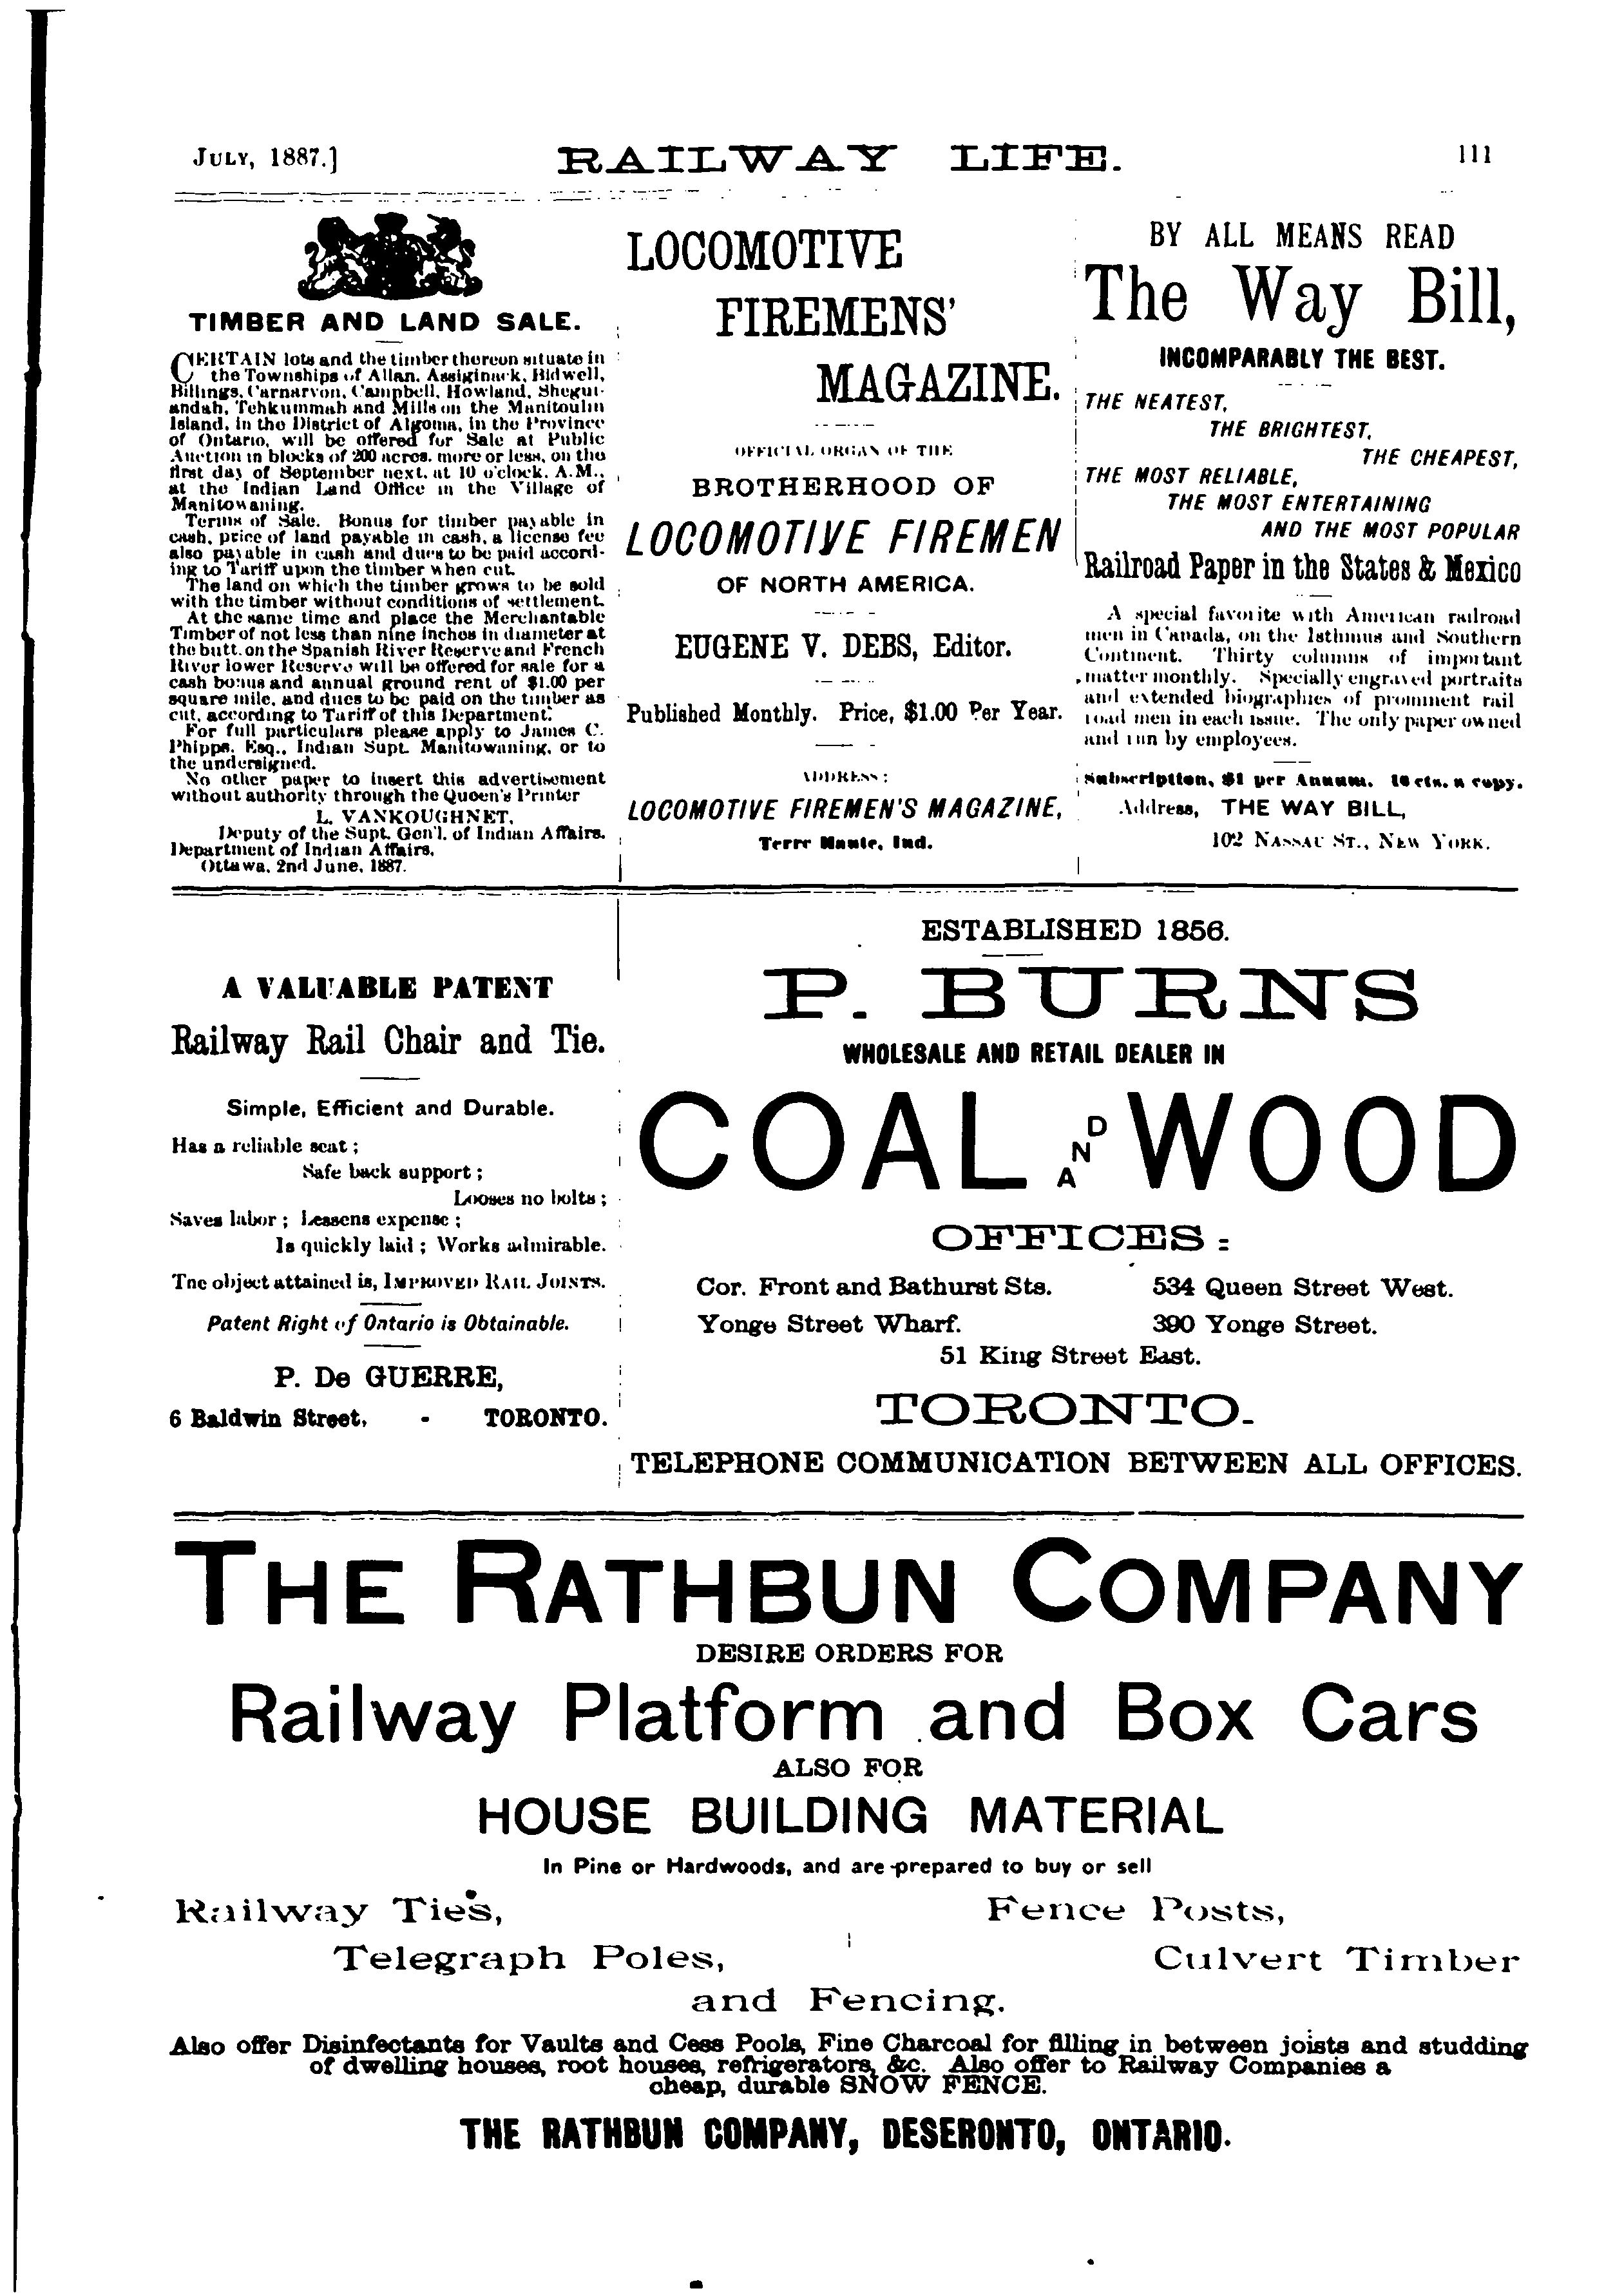 JULY, 1887.]
RAILWAY LIFE.
111
TIMBER AND LAND SALE.
CERTAIN lots and the timber thereon situate in
the Townships of Allan, Assiginack, Bidwell,
Billings, Carnarvon, Campbell, Howland, Shegui-
andah, Tehkummah and Mills on the Manitoulin
Island, in the District of Algoma, in the Province
of Ontario, will be offered for Sale at Public
Auction in blocks of 200 acres, more or less, on the
first day of September next, at 10 o'clock, A.M.,
at the Indian Land Office in the Village of
Manitowaning.
Terms of Sale. Bonus for timber payable in
cash, price of land payable in cash, a license fee
also payable in cash and dues to be paid accord-
ing to Tariff upon the timber when cut.
The land on which the timber grows to be sold
with the timber without conditions of settlement.
At the same time and place the Merchantable
Timber of not less than nine inches in diameter at
the butt, on the Spanish River Reserve and French
River lower Reserve will be offered for sale for a
cash bonus and annual ground rent of $1.00 per
square mile, and dues to be paid on the timber as
cut, according to Tariff of this Department.
For full particulars please apply to James C.
Phipps, Esq., Indian Supt. Manitowaning, or to
the undersigned.
No other paper to insert this advertisement
without authority through the Queen's Printer
L. VANKOUGHNET,
Deputy of the Supt. Gen'l. of Indian Affairs.
Department of Indian Affairs,
Ottawa, 2nd June, 1887.
LOCOMOTIVE
FIREMENS'
MAGAZINE.
OFFICIAL ORGAN OF THE
BROTHERHOOD OF
LOCOMOTIVE FIREMEN
OF NORTH AMERICA.
EUGENE V. DEBS, Editor.
Published Monthly. Price, $1.00 Per Year.
ADDRESS:
LOCOMOTIVE FIREMEN'S MAGAZINE,
Terre Haute, Ind.
BY ALL MEANS READ
The Way Bill,
INCOMPARABLY THE BEST.
THE NEATEST,
THE BRIGHTEST,
THE CHEAPEST,
THE MOST RELIABLE,
THE MOST ENTERTAINING
AND THE MOST POPULAR
Railroad Paper in the States & Mexico
A special favorite with American railroad
men in Canada, on the Isthmus and Southern
Continent. Thirty columns of important
matter monthly. Specially engraved portraits
and extended biographies of prominent rail
road men in each issue. The only paper owned
and run by employees.
Subscription, $1 per Annum. 10 cts. a copy.
Address, THE WAY BILL,
102 NASSAU ST., NEW YORK.
A VALUABLE PATENT
Railway Rail Chair and Tie.
Simple, Efficient and Durable.
Has a reliable seat;
Safe back support;
Looses no bolts;
Saves labor; Lessens expense;
Is quickly laid; Works admirable.
The object attained is, IMPROVED RAIL JOINTS.
Patent Right of Ontario is Obtainable.
P. De GUERRE,
6 Baldwin Street, - TORONTO.
ESTABLISHED 1856.
P. BURNS
WHOLESALE AND RETAIL DEALER IN
COAL AND WOOD
OFFICES:
Cor. Front and Bathurst Sts. 534 Queen Street West.
Yonge Street Wharf. 390 Yonge Street.
51 King Street East.
TORONTO.
TELEPHONE COMMUNICATION BETWEEN ALL OFFICES.
THE RATHBUN COMPANY
DESIRE ORDERS FOR
Railway Platform and Box Cars
ALSO FOR
HOUSE BUILDING MATERIAL
In Pine or Hardwoods, and are prepared to buy or sell
Railway Ties, Fence Posts,
Telegraph Poles, Culvert Timber
and Fencing.
Also offer Disinfectants for Vaults and Cess Pools, Fine Charcoal for filling in between joists and studding
of dwelling houses, root houses, refrigerators, &c. Also offer to Railway Companies a
cheap, durable SNOW FENCE.
THE RATHBUN COMPANY, DESERONTO, ONTARIO.